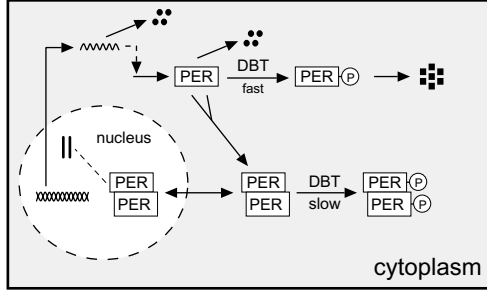 PER
DBT
fast
PER P
nucleus
PER
PER
PER
PER
DBT
slow
PER P
PER P
cytoplasm